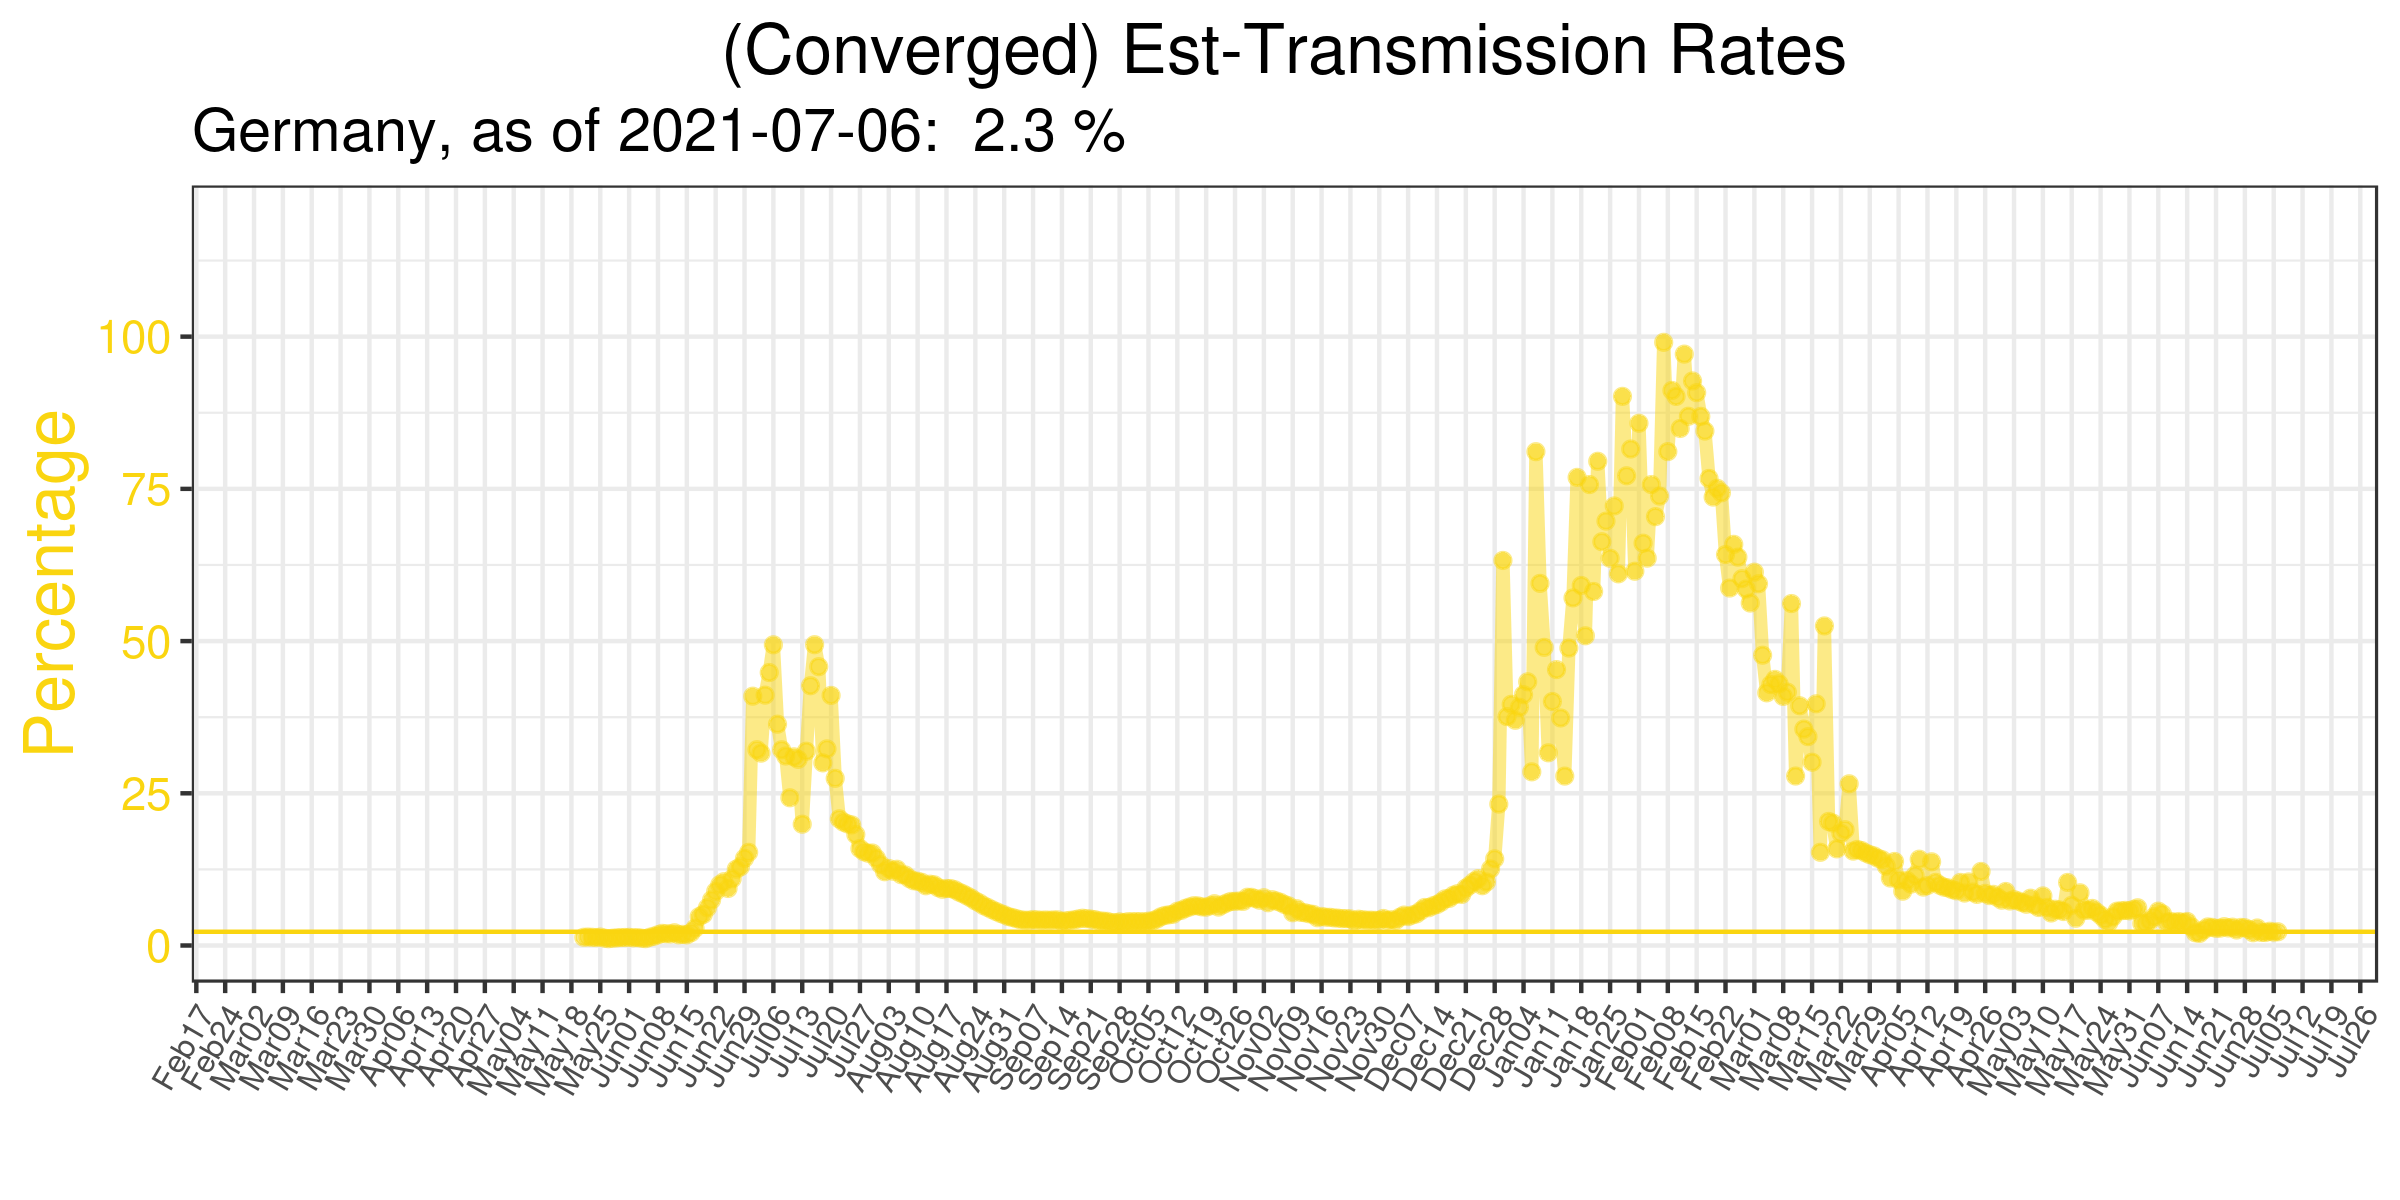 (Converged) Est-Transmission Rates
Germany, as of 2021-07-06:  2.3 %
Percentage
100
75
50
25
0
Feb17
Feb24
Mar02
Mar09
Mar16
Mar23
Mar30
Apr06
Apr13
Apr20
Apr27
May04
May11
May18
May25
Jun01
Jun08
Jun15
Jun22
Jun29
Jul06
Jul13
Jul20
Jul27
Aug03
Aug10
Aug17
Aug24
Aug31
Sep07
Sep14
Sep21
Sep28
Oct05
Oct12
Oct19
Oct26
Nov02
Nov09
Nov16
Nov23
Nov30
Dec07
Dec14
Dec21
Dec28
Jan04
Jan11
Jan18
Jan25
Feb01
Feb08
Feb15
Feb22
Mar01
Mar08
Mar15
Mar22
Mar29
Apr05
Apr12
Apr19
Apr26
May03
May10
May17
May24
May31
Jun07
Jun14
Jun21
Jun28
Jul05
Jul12
Jul19
Jul26